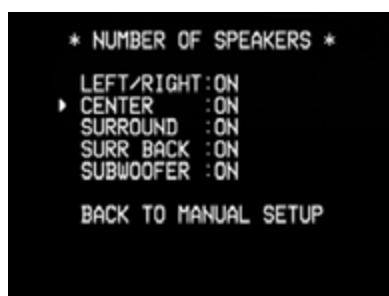 * NUMBER OF SPEAKERS *
LEFT/RIGHT:ON
CENTER :ON
SURROUND :ON
SURR BACK :ON
SUBWOOFER :ON
BACK TO MANUAL SETUP